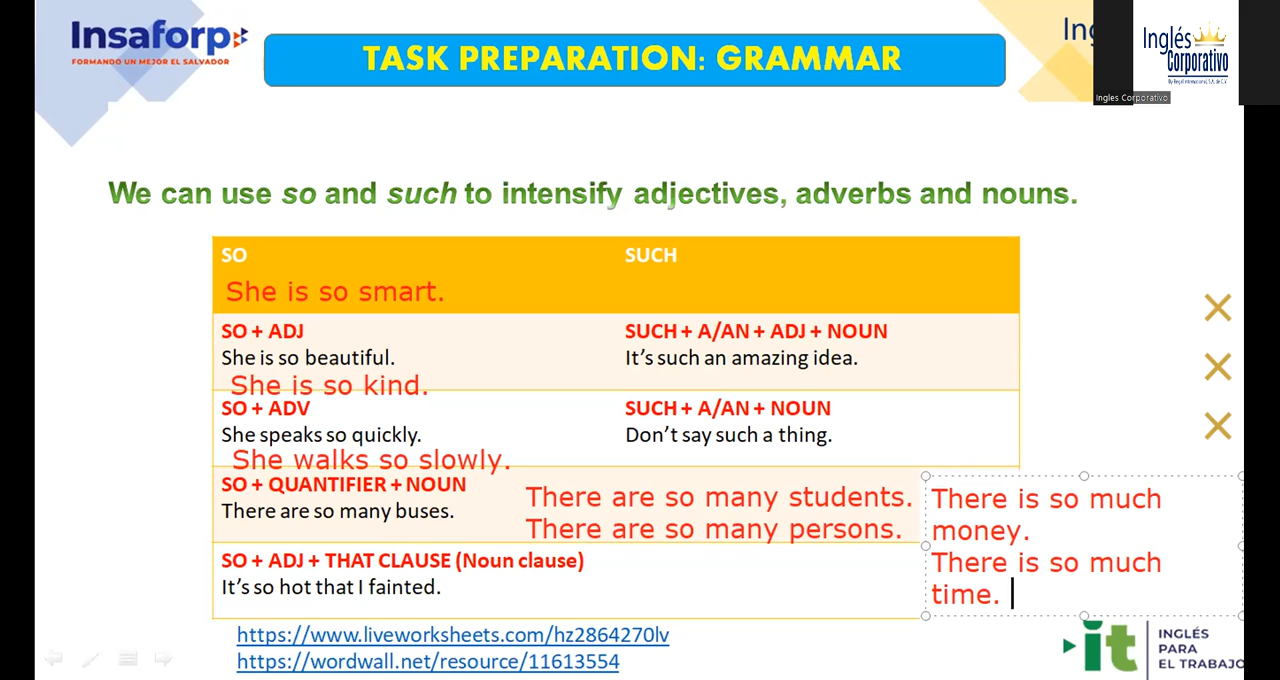 Insaforp
FORMANDO UN MEJOR EL SALVADOR
TASK PREPARATION: GRAMMAR
Inglés
Corporativo
Ingles Corporativo
We can use so and such to intensify adjectives, adverbs and nouns.
SO
SUCH
She is so smart.
SO + ADJ
SUCH + A/AN + ADJ + NOUN
She is so beautiful.
It's such an amazing idea.
She is so kind.
SO + ADV
SUCH + A/AN + NOUN
She speaks so quickly.
Don't say such a thing.
She walks so slowly.
SO + QUANTIFIER + NOUN
There are so many buses.
There are so many students.
There are so many persons.
There is so much
money.
There is so much
time.
SO + ADJ + THAT CLAUSE (Noun clause)
It's so hot that I fainted.
https://www.liveworksheets.com/hz2864270lv
https://wordwall.net/resource/11613554
it
INGLÉS
PARA
EL TRABAJO